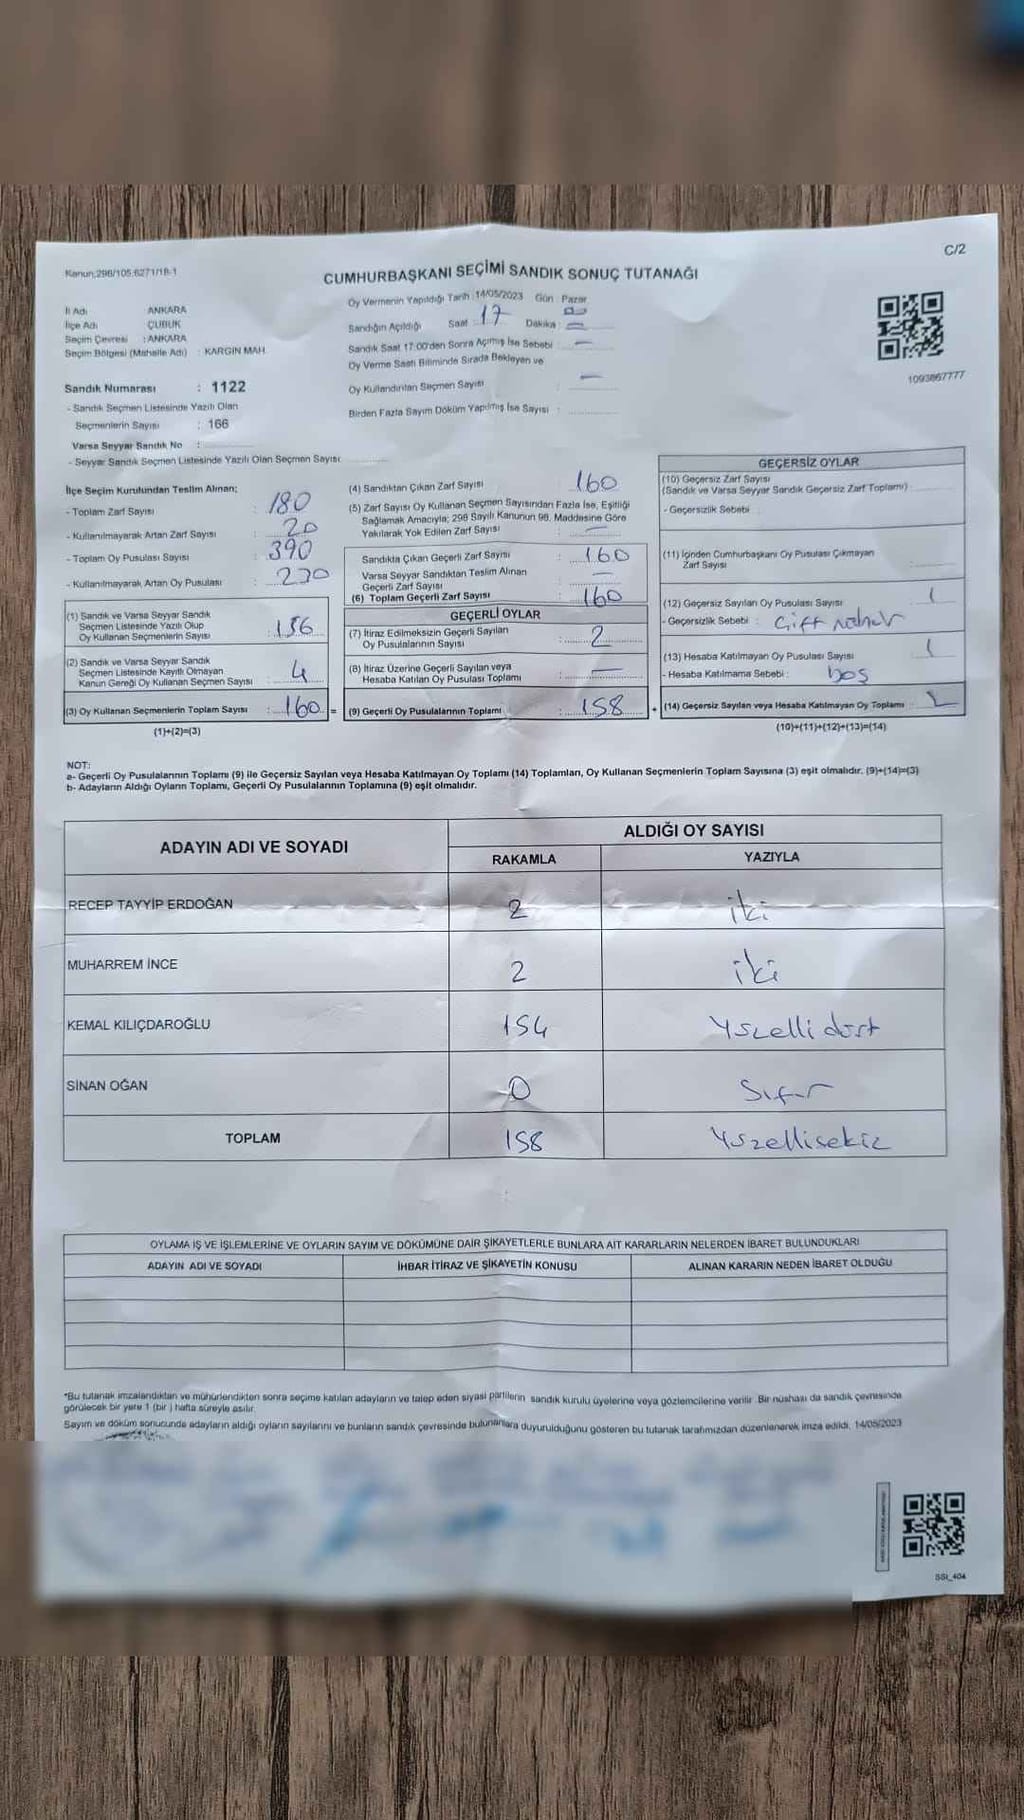 C/2
Kanun;298/105;6271/18-1
CUMHURBAŞKANI SEÇİMİ SANDIK SONUÇ TUTANAĞI
İl Adı ANKARA
İlçe Adı ÇUBUK
Seçim Çevresi : ANKARA
Seçim Bölgesi (Mahalle Adı) : KARGIN MAH.
Oy Vermenin Yapıldığı Tarih : 14/05/2023 Gün : Pazar
Sandığın Açıldığı Saat : 17 Dakika :
Sandık Saat 17:00'den Sonra Açılmış İse Sebebi : —
Oy Verme Saati Bitiminde Sırada Bekleyen ve
Oy Kullandırılan Seçmen Sayısı : —
Birden Fazla Sayım Döküm Yapılmış İse Sayısı :
1093867777
Sandık Numarası : 1122
- Sandık Seçmen Listesinde Yazılı Olan
Seçmenlerin Sayısı : 166
Varsa Seyyar Sandık No :
- Seyyar Sandık Seçmen Listesinde Yazılı Olan Seçmen Sayısı:
İlçe Seçim Kurulundan Teslim Alınan;
- Toplam Zarf Sayısı : 180
- Kullanılmayarak Artan Zarf Sayısı : 20
- Toplam Oy Pusulası Sayısı : 390
- Kullanılmayarak Artan Oy Pusulası : 230
(1) Sandık ve Varsa Seyyar Sandık
Seçmen Listesinde Yazılı Olup
Oy Kullanan Seçmenlerin Sayısı : 156
(2) Sandık ve Varsa Seyyar Sandık
Seçmen Listesinde Kayıtlı Olmayan
Kanun Gereği Oy Kullanan Seçmen Sayısı : 4
(3) Oy Kullanan Seçmenlerin Toplam Sayısı : 160 =
(1)+(2)=(3)
(4) Sandıktan Çıkan Zarf Sayısı 160
(5) Zarf Sayısı Oy Kullanan Seçmen Sayısından Fazla İse, Eşitliği
Sağlamak Amacıyla; 298 Sayılı Kanunun 98. Maddesine Göre
Yakılarak Yok Edilen Zarf Sayısı : —
Sandıkta Çıkan Geçerli Zarf Sayısı : 160
Varsa Seyyar Sandıktan Teslim Alınan
Geçerli Zarf Sayısı : —
(6) Toplam Geçerli Zarf Sayısı : 160
GEÇERLİ OYLAR
(7) İtiraz Edilmeksizin Geçerli Sayılan
Oy Pusulalarının Sayısı : 2
(8) İtiraz Üzerine Geçerli Sayılan veya
Hesaba Katılan Oy Pusulası Toplamı : —
(9) Geçerli Oy Pusulalarının Toplamı : 158 +
GEÇERSİZ OYLAR
(10) Geçersiz Zarf Sayısı
(Sandık ve Varsa Seyyar Sandık Geçersiz Zarf Toplamı) :
- Geçersizlik Sebebi :
(11) İçinden Cumhurbaşkanı Oy Pusulası Çıkmayan
Zarf Sayısı :
(12) Geçersiz Sayılan Oy Pusulası Sayısı : 1
- Geçersizlik Sebebi : Çift mühür
(13) Hesaba Katılmayan Oy Pusulası Sayısı : 1
- Hesaba Katılmama Sebebi : boş
(14) Geçersiz Sayılan veya Hesaba Katılmayan Oy Toplamı : 2
(10)+(11)+(12)+(13)=(14)
NOT:
a- Geçerli Oy Pusulalarının Toplamı (9) ile Geçersiz Sayılan veya Hesaba Katılmayan Oy Toplamı (14) Toplamları, Oy Kullanan Seçmenlerin Toplam Sayısına (3) eşit olmalıdır. (9)+(14)=(3)
b- Adayların Aldığı Oyların Toplamı, Geçerli Oy Pusulalarının Toplamına (9) eşit olmalıdır.
ADAYIN ADI VE SOYADI ALDIĞI OY SAYISI
RAKAMLA YAZIYLA
RECEP TAYYİP ERDOĞAN 2 iki
MUHARREM İNCE 2 iki
KEMAL KILIÇDAROĞLU 154 Yüzellidört
SİNAN OĞAN 0 Sıfır
TOPLAM 158 Yüzellisekiz
OYLAMA İŞ VE İŞLEMLERİNE VE OYLARIN SAYIM VE DÖKÜMÜNE DAİR ŞİKAYETLERLE BUNLARA AİT KARARLARIN NELERDEN İBARET BULUNDUKLARI
ADAYIN ADI VE SOYADI İHBAR İTİRAZ VE ŞİKAYETİN KONUSU ALINAN KARARIN NEDEN İBARET OLDUĞU
*Bu tutanak imzalandıktan ve mühürlendikten sonra seçime katılan adayların ve talep eden siyasi partilerin sandık kurulu üyelerine veya gözlemcilerine verilir. Bir nüshası da sandık çevresinde
görülecek bir yere 1 (bir ) hafta süreyle asılır.
Sayım ve döküm sonucunda adayların aldığı oyların sayılarını ve bunların sandık çevresinde bulunanlara duyurulduğunu gösteren bu tutanak tarafımızdan düzenlenerek imza edildi. 14/05/2023
SSI_404